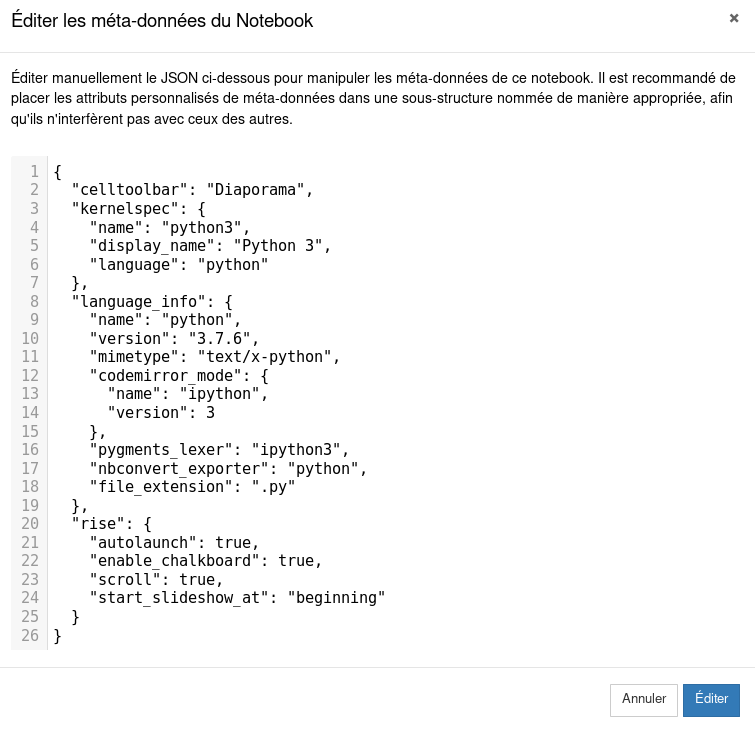 Éditer les méta-données du Notebook
×
Éditer manuellement le JSON ci-dessous pour manipuler les méta-données de ce notebook. Il est recommandé de
placer les attributs personnalisés de méta-données dans une sous-structure nommée de manière appropriée, afin
qu'ils n'interfèrent pas avec ceux des autres.
1 {
2   "celltoolbar": "Diaporama",
3   "kernelspec": {
4     "name": "python3",
5     "display_name": "Python 3",
6     "language": "python"
7   },
8   "language_info": {
9     "name": "python",
10     "version": "3.7.6",
11     "mimetype": "text/x-python",
12     "codemirror_mode": {
13       "name": "ipython",
14       "version": 3
15     },
16     "pygments_lexer": "ipython3",
17     "nbconvert_exporter": "python",
18     "file_extension": ".py"
19   },
20   "rise": {
21     "autolaunch": true,
22     "enable_chalkboard": true,
23     "scroll": true,
24     "start_slideshow_at": "beginning"
25   }
26 }
Annuler Éditer